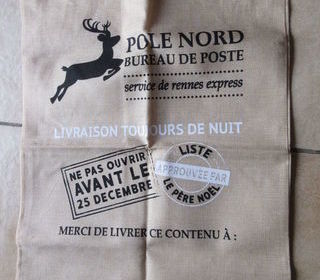 POLE NORD
BUREAU DE POSTE
service de rennes express
LIVRAISON TOUJOURS DE NUIT
NE PAS OUVRIR
AVANT LE
25 DECEMBRE
LISTE
APPROUVÉE PAR
LE PÈRE NOËL
MERCI DE LIVRER CE CONTENU À :